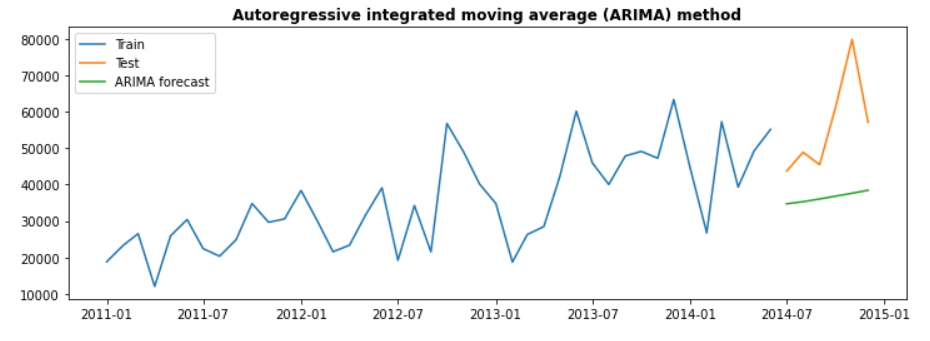 Autoregressive integrated moving average (ARIMA) method
Train
Test
ARIMA forecast
80000
70000
60000
50000
40000
30000
20000
10000
2011-01 2011-07 2012-01 2012-07 2013-01 2013-07 2014-01 2014-07 2015-01